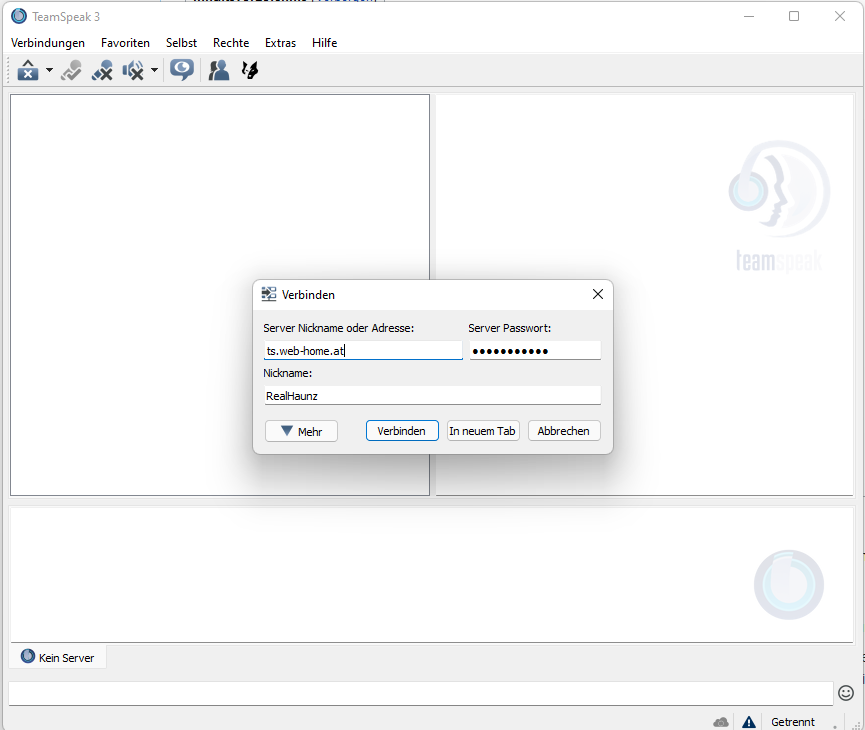 TeamSpeak 3
Verbindungen Favoriten Selbst Rechte Extras Hilfe
teamspeak
Verbinden
Server Nickname oder Adresse: Server Passwort:
ts.web-home.at ●●●●●●●●●●●
Nickname:
RealHaunz
Mehr Verbinden In neuem Tab Abbrechen
Kein Server
Getrennt